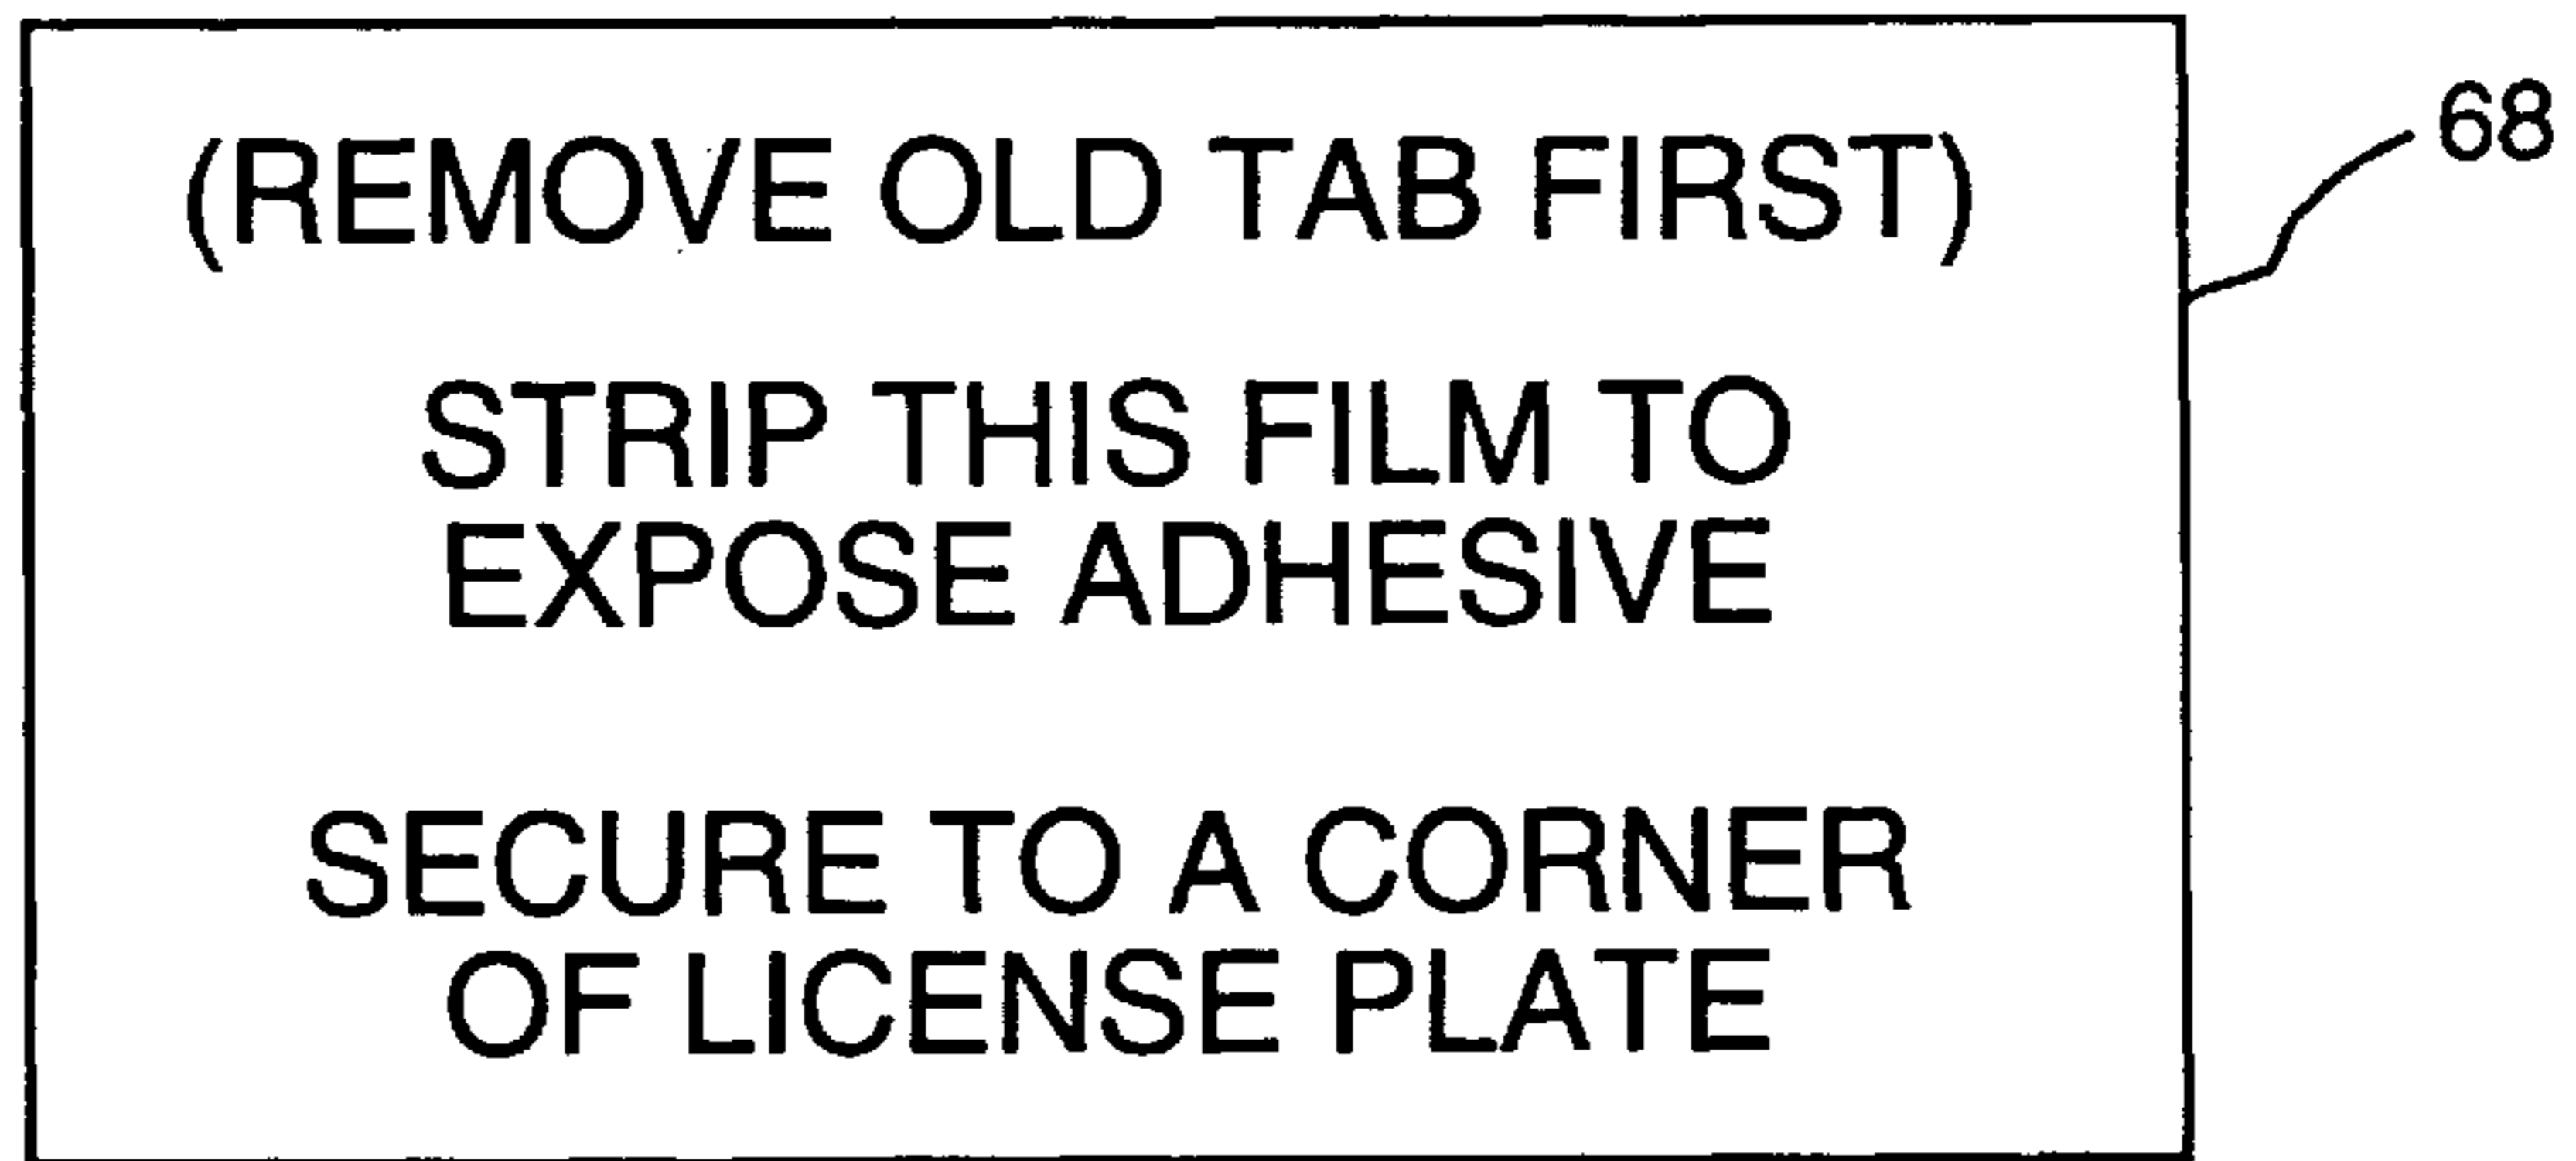 (REMOVE OLD TAB FIRST)
68
STRIP THIS FILM TO
EXPOSE ADHESIVE
SECURE TO A CORNER
OF LICENSE PLATE